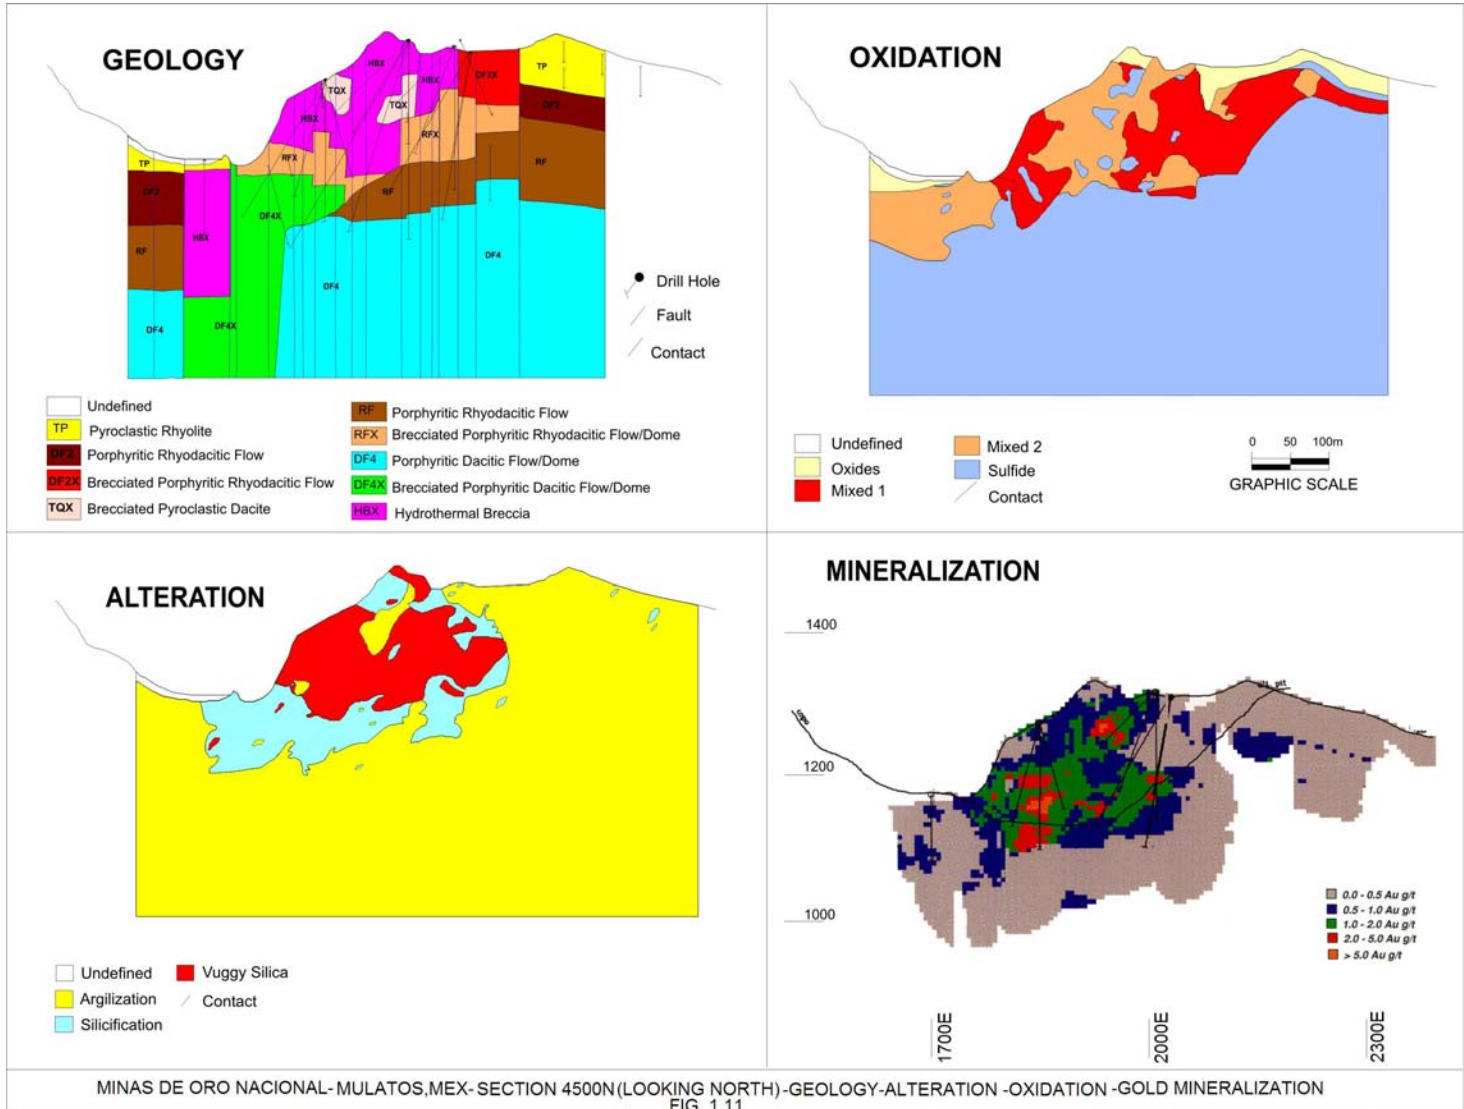 GEOLOGY
HBX
TQX
HBX
DF2X
TP
TQX
HBX
DF2
RFX
RFX
RF
RF
TP
DF2
DF4X
HBX
RF
DF4
DF4
DF4X
DF4
Drill Hole
Fault
Contact
Undefined
TP Pyroclastic Rhyolite
DF2 Porphyritic Rhyodacitic Flow
DF2X Brecciated Porphyritic Rhyodacitic Flow
TQX Brecciated Pyroclastic Dacite
RF Porphyritic Rhyodacitic Flow
RFX Brecciated Porphyritic Rhyodacitic Flow/Dome
DF4 Porphyritic Dacitic Flow/Dome
DF4X Brecciated Porphyritic Dacitic Flow/Dome
HBX Hydrothermal Breccia
OXIDATION
Undefined
Oxides
Mixed 1
Mixed 2
Sulfide
Contact
0 50 100m
GRAPHIC SCALE
ALTERATION
Undefined
Argilization
Silicification
Vuggy Silica
Contact
MINERALIZATION
1400
1200
1000
topo
pit
0.0 - 0.5 Au g/t
0.5 - 1.0 Au g/t
1.0 - 2.0 Au g/t
2.0 - 5.0 Au g/t
> 5.0 Au g/t
1700E
2000E
2300E
MINAS DE ORO NACIONAL- MULATOS,MEX- SECTION 4500N (LOOKING NORTH) -GEOLOGY-ALTERATION -OXIDATION -GOLD MINERALIZATION
FIG. 1.11